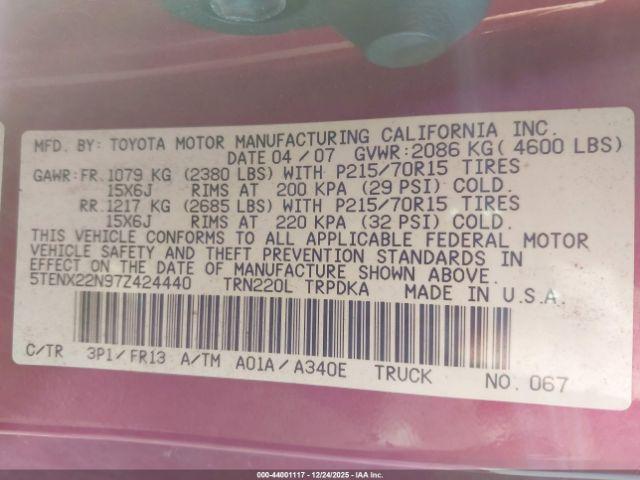 MFD. BY: TOYOTA MOTOR MANUFACTURING CALIFORNIA INC.
DATE 04 / 07 GVWR: 2086 KG ( 4600 LBS)
GAWR: FR. 1079 KG (2380 LBS) WITH P215/70R15 TIRES
15X6J RIMS AT 200 KPA (29 PSI) COLD.
RR. 1217 KG (2685 LBS) WITH P215/70R15 TIRES
15X6J RIMS AT 220 KPA (32 PSI) COLD.
THIS VEHICLE CONFORMS TO ALL APPLICABLE FEDERAL MOTOR
VEHICLE SAFETY AND THEFT PREVENTION STANDARDS IN
EFFECT ON THE DATE OF MANUFACTURE SHOWN ABOVE.
5TENX22N97Z424440 TRN220L TRPDKA MADE IN U.S.A.
C/TR 3P1/FR13 A/TM A01A/A340E TRUCK NO. 067
000-44001117 - 12/24/2025 - IAA Inc.